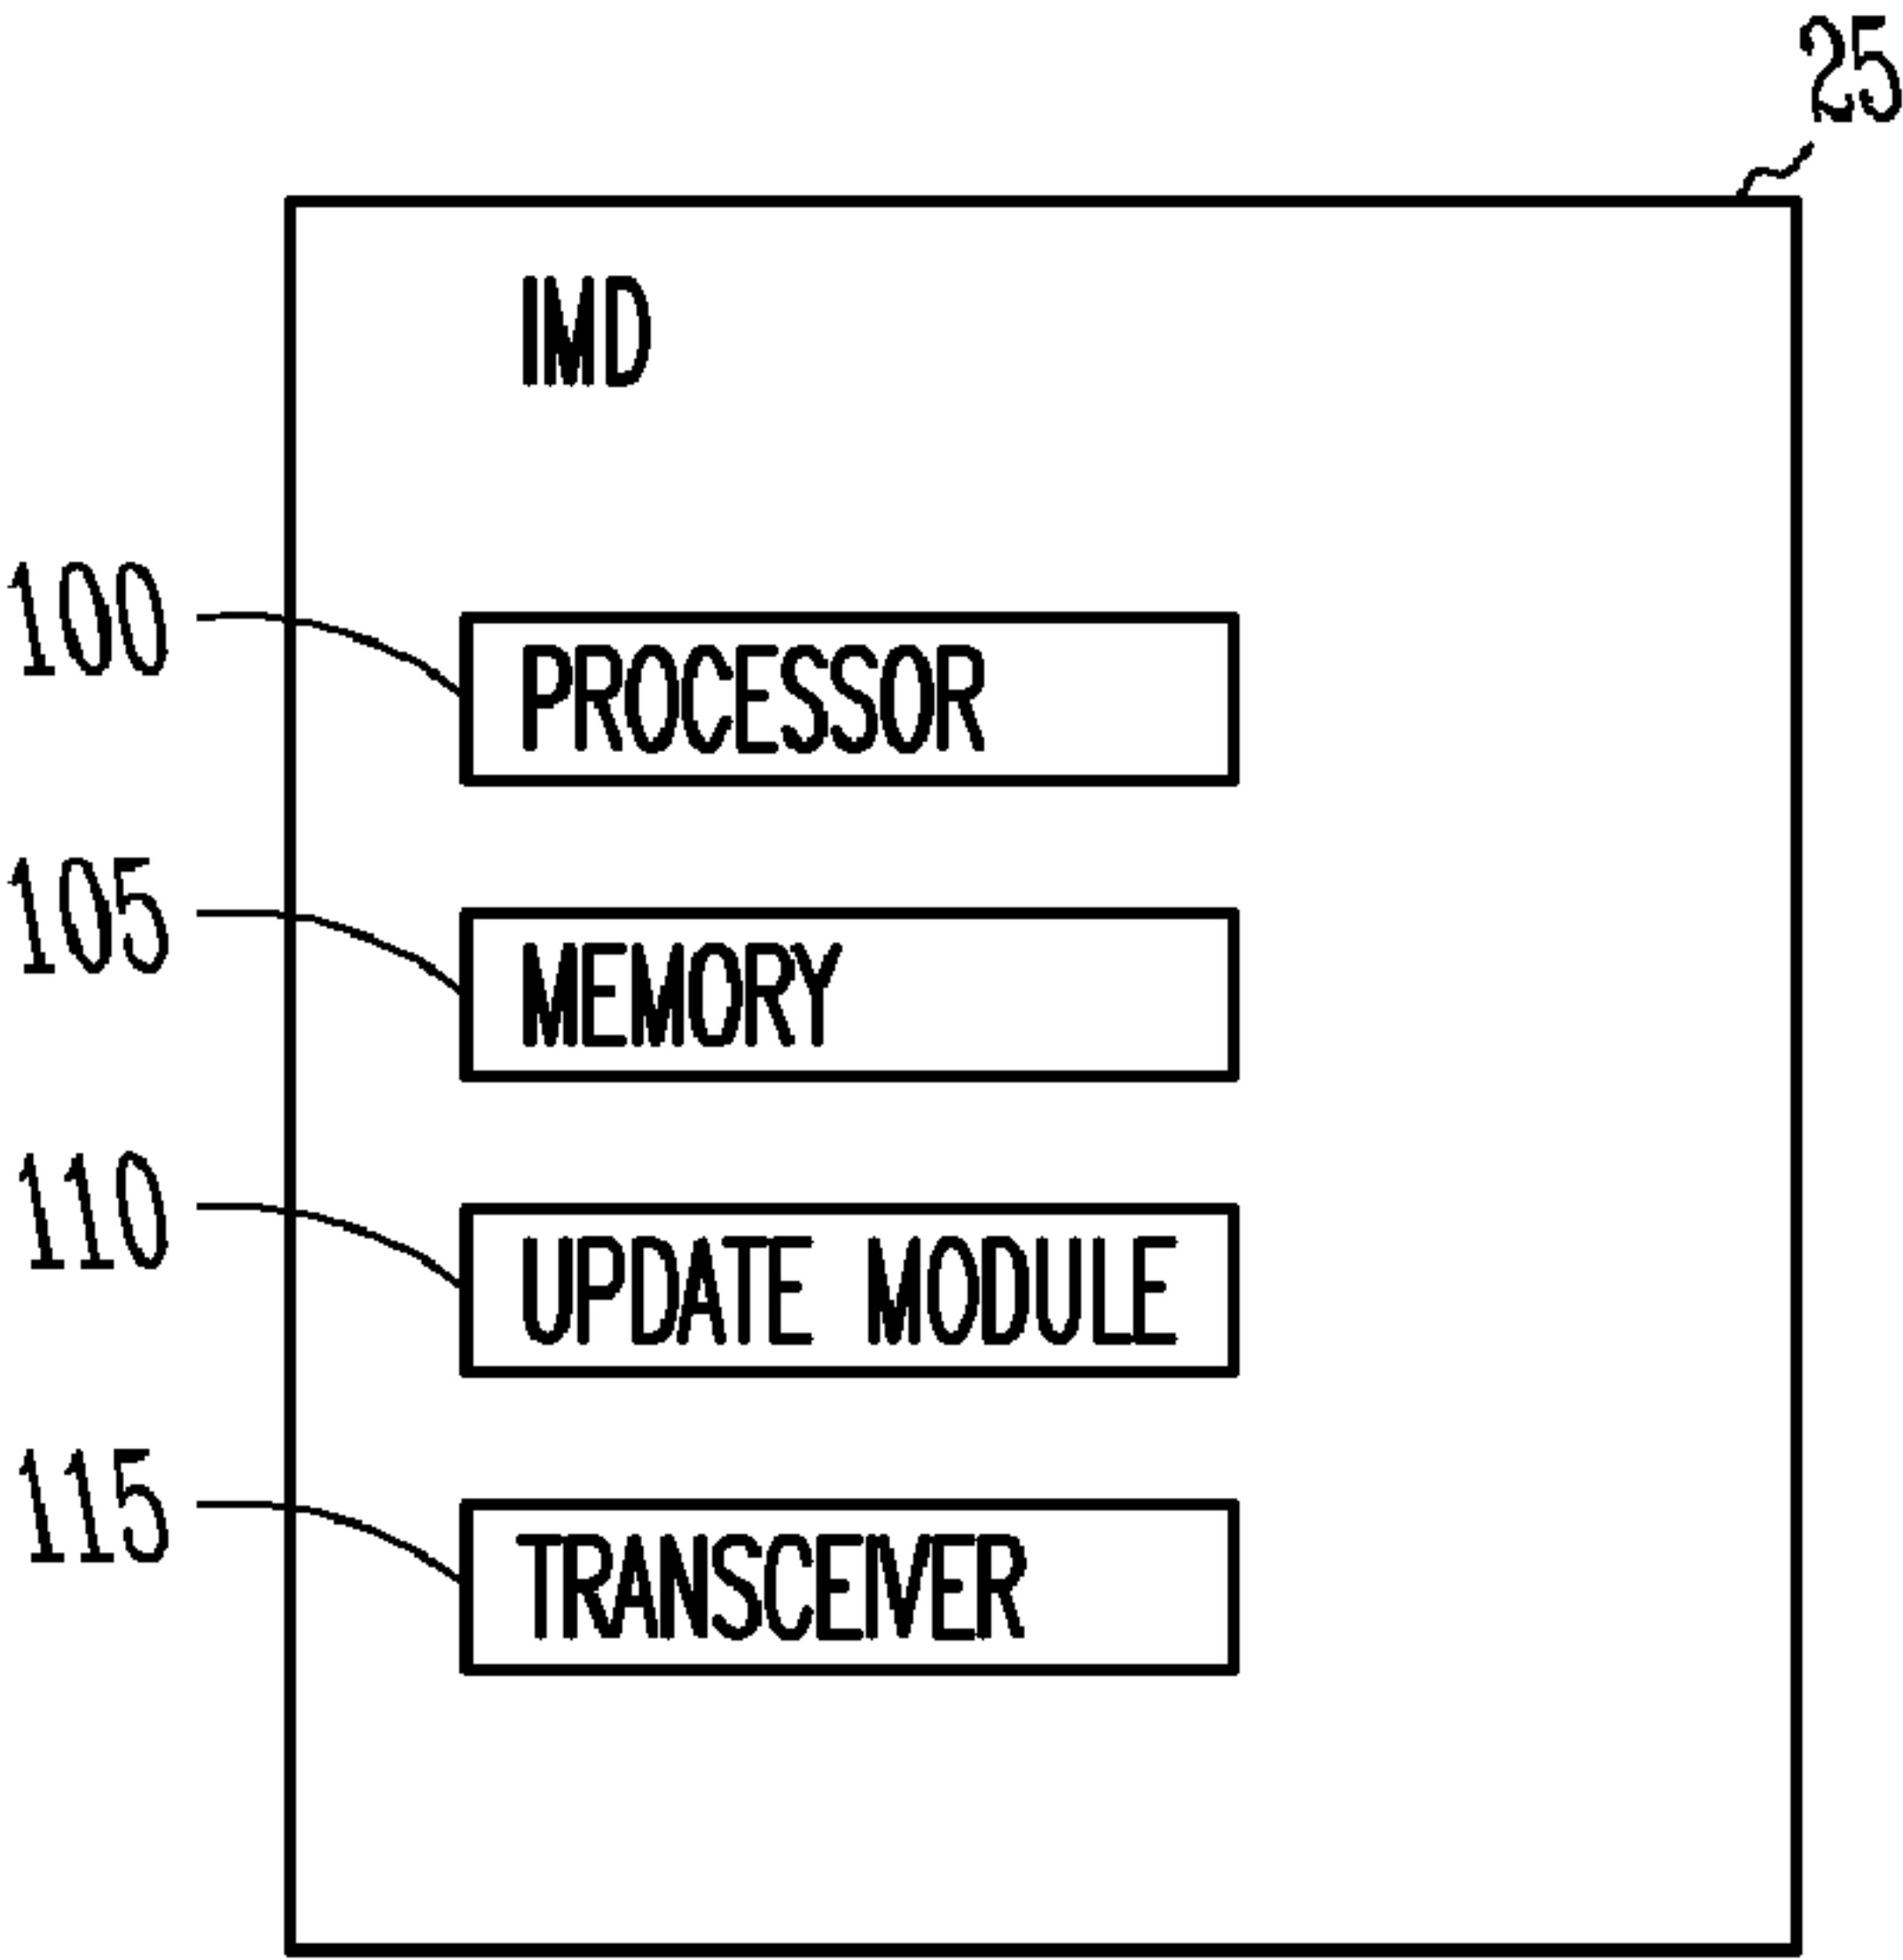 25
IMD
100 PROCESSOR
105 MEMORY
110 UPDATE MODULE
115 TRANSCEIVER